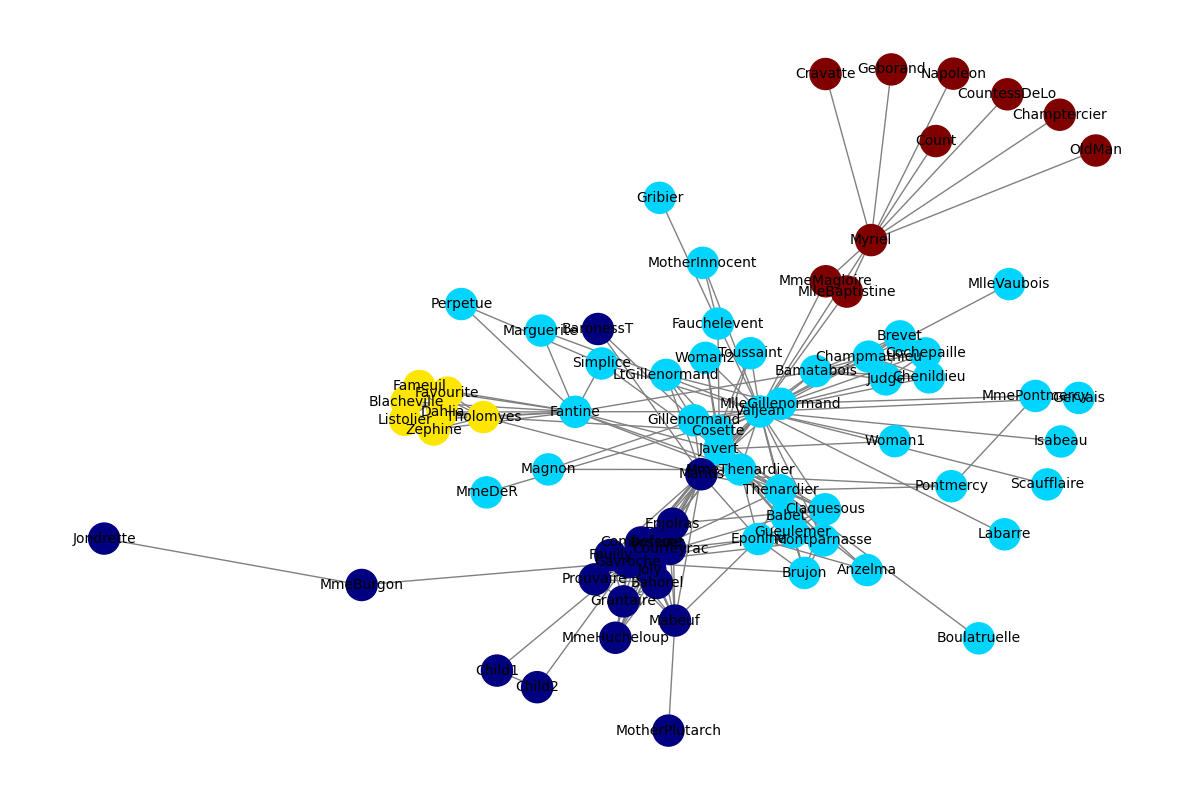 Cravatte
Geborand
Napoleon
CountessDeLo
Champtercier
Count
OldMan
Gribier
Myriel
MotherInnocent
MmeMagloire
MlleBaptistine
MlleVaubois
Perpetue
Marguerite
BaronessT
Fauchelevent
Brevet
Simplice
Woman2
Toussaint
Champmathieu
Cochepaille
LtGillenormand
Bamatabois
Judge
Chenildieu
Fameuil
Favourite
Blacheville
Dahlia
Tholomyes
Listolier
Zephine
Fantine
Gillenormand
MlleGillenormand
Valjean
MmePontmercy
Gervais
Cosette
Javert
Woman1
Isabeau
Magnon
Marius
MmeThenardier
MmeDeR
Thenardier
Pontmercy
Scaufflaire
Claquesous
Babet
Gueulemer
Enjolras
Labarre
Jondrette
Combeferre
Courfeyrac
Eponine
Montparnasse
Feuilly
Gavroche
Joly
Anzelma
Brujon
Prouvaire
Bahorel
MmeBurgon
Grantaire
Mabeuf
MmeHucheloup
Boulatruelle
Child1
Child2
MotherPlutarch